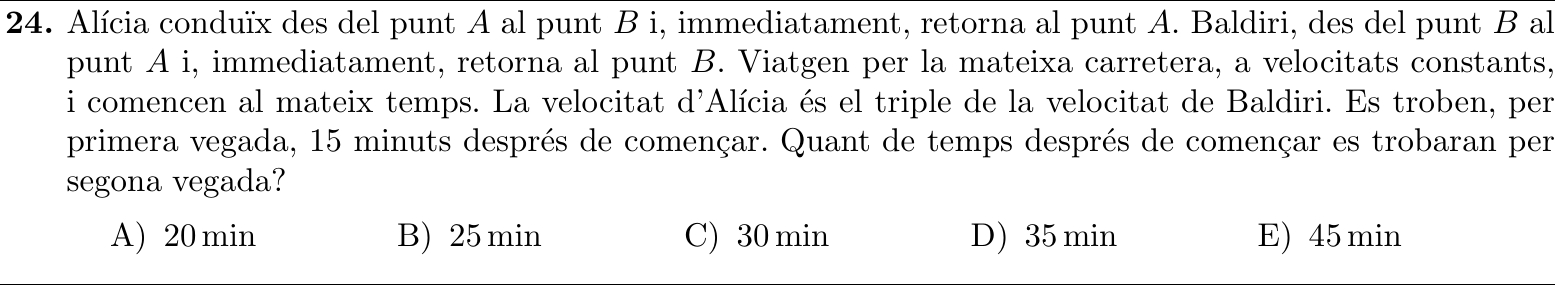 24. Alícia conduïx des del punt A al punt B i, immediatament, retorna al punt A. Baldiri, des del punt B al
punt A i, immediatament, retorna al punt B. Viatgen per la mateixa carretera, a velocitats constants,
i comencen al mateix temps. La velocitat d'Alícia és el triple de la velocitat de Baldiri. Es troben, per
primera vegada, 15 minuts després de començar. Quant de temps després de començar es trobaran per
segona vegada?
A) 20 min B) 25 min C) 30 min D) 35 min E) 45 min